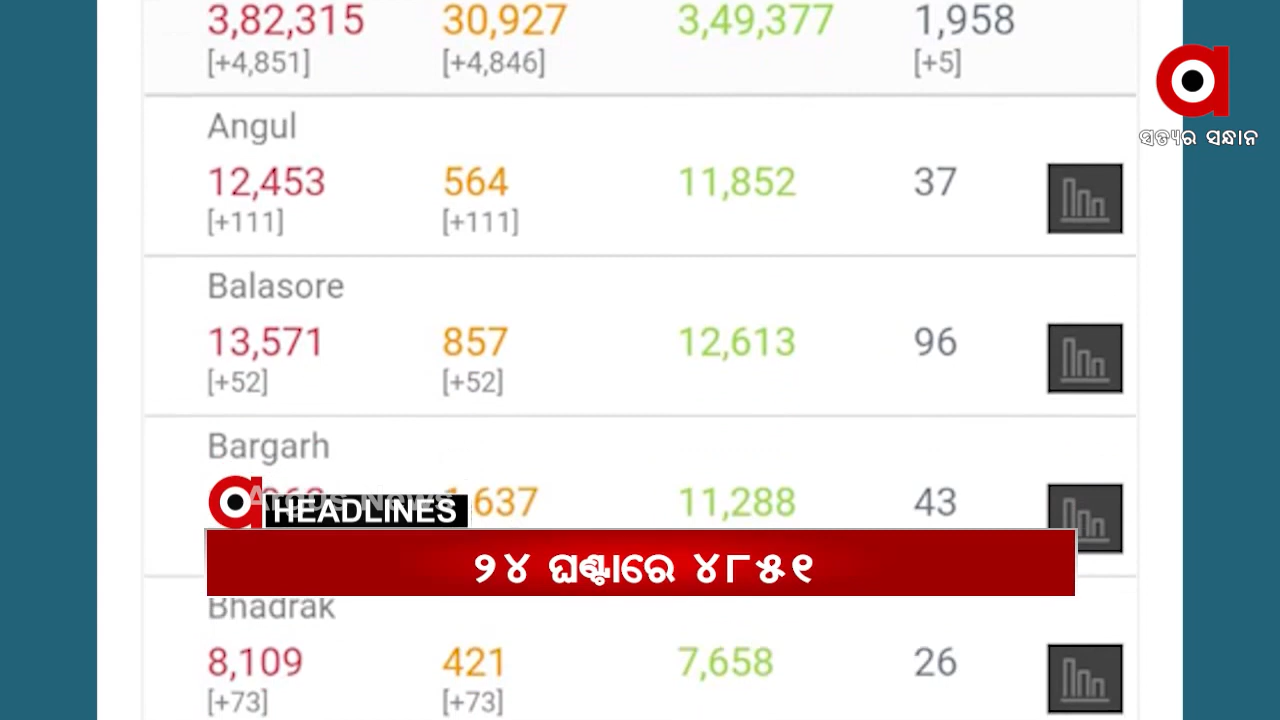 3,82,315 30,927 3,49,377 1,958
[+4,851] [+4,846] [+5]
ସତ୍ୟର ସନ୍ଧାନ
Angul
12,453 564 11,852 37
[+111] [+111]
Balasore
13,571 857 12,613 96
[+52] [+52]
Bargarh
637 11,288 43
Argus News
HEADLINES
୨୪ ଘଣ୍ଟାରେ ୪୮୫୧
Bhadrak
8,109 421 7,658 26
[+73] [+73]